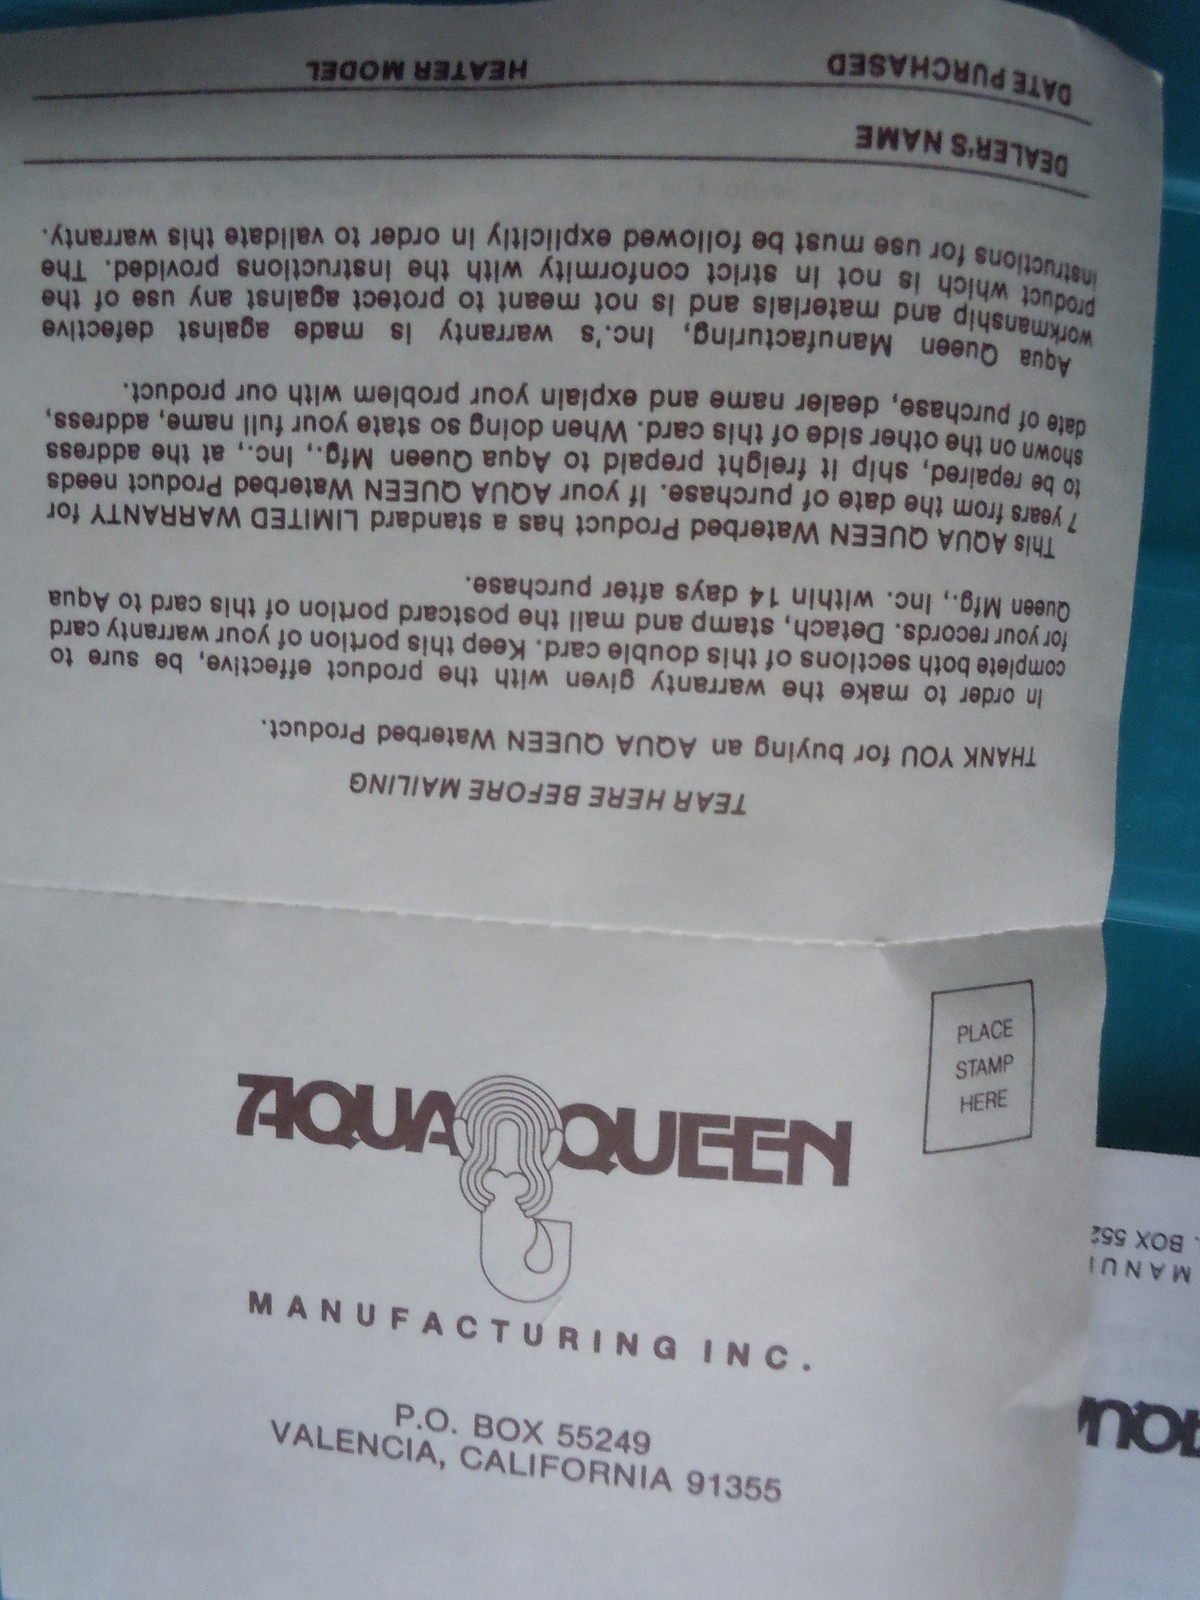 TEAR HERE BEFORE MAILING
THANK YOU for buying an AQUA QUEEN Waterbed Product.
In order to make the warranty given with the product effective, be sure to
complete both sections of this double card. Keep this portion of your warranty card
for your records. Detach, stamp and mail the postcard portion of this card to Aqua
Queen Mfg., Inc. within 14 days after purchase.
This AQUA QUEEN Waterbed Product has a standard LIMITED WARRANTY for
7 years from the date of purchase. If your AQUA QUEEN Waterbed Product needs
to be repaired, ship it freight prepaid to Aqua Queen Mfg., Inc., at the address
shown on the other side of this card. When doing so state your full name, address,
date of purchase, dealer name and explain your problem with our product.
Aqua Queen Manufacturing, Inc.'s warranty is made against defective
workmanship and materials and is not meant to protect against any use of the
product which is not in strict conformity with the instructions provided. The
instructions for use must be followed explicitly in order to validate this warranty.
DEALER'S NAME
DATE PURCHASED HEATER MODEL
PLACE
STAMP
HERE
AQUA QUEEN
MANUFACTURING INC.
P.O. BOX 55249
VALENCIA, CALIFORNIA 91355
MANU
. BOX 552